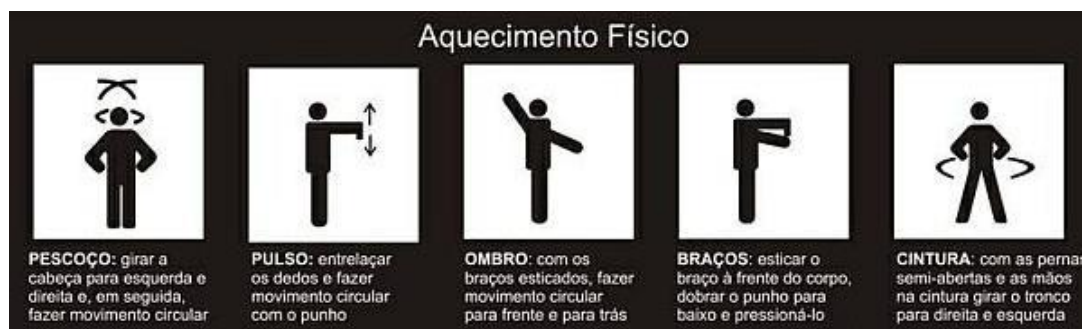 Aquecimento Físico
PESCOÇO: girar a
cabeça para esquerda e
direita e, em seguida,
fazer movimento circular
PULSO: entrelaçar
os dedos e fazer
movimento circular
com o punho
OMBRO: com os
braços esticados, fazer
movimento circular
para frente e para trás
BRAÇOS: esticar o
braço à frente do corpo,
dobrar o punho para
baixo e pressioná-lo
CINTURA: com as pernas
semi-abertas e as mãos
na cintura girar o tronco
para direita e esquerda